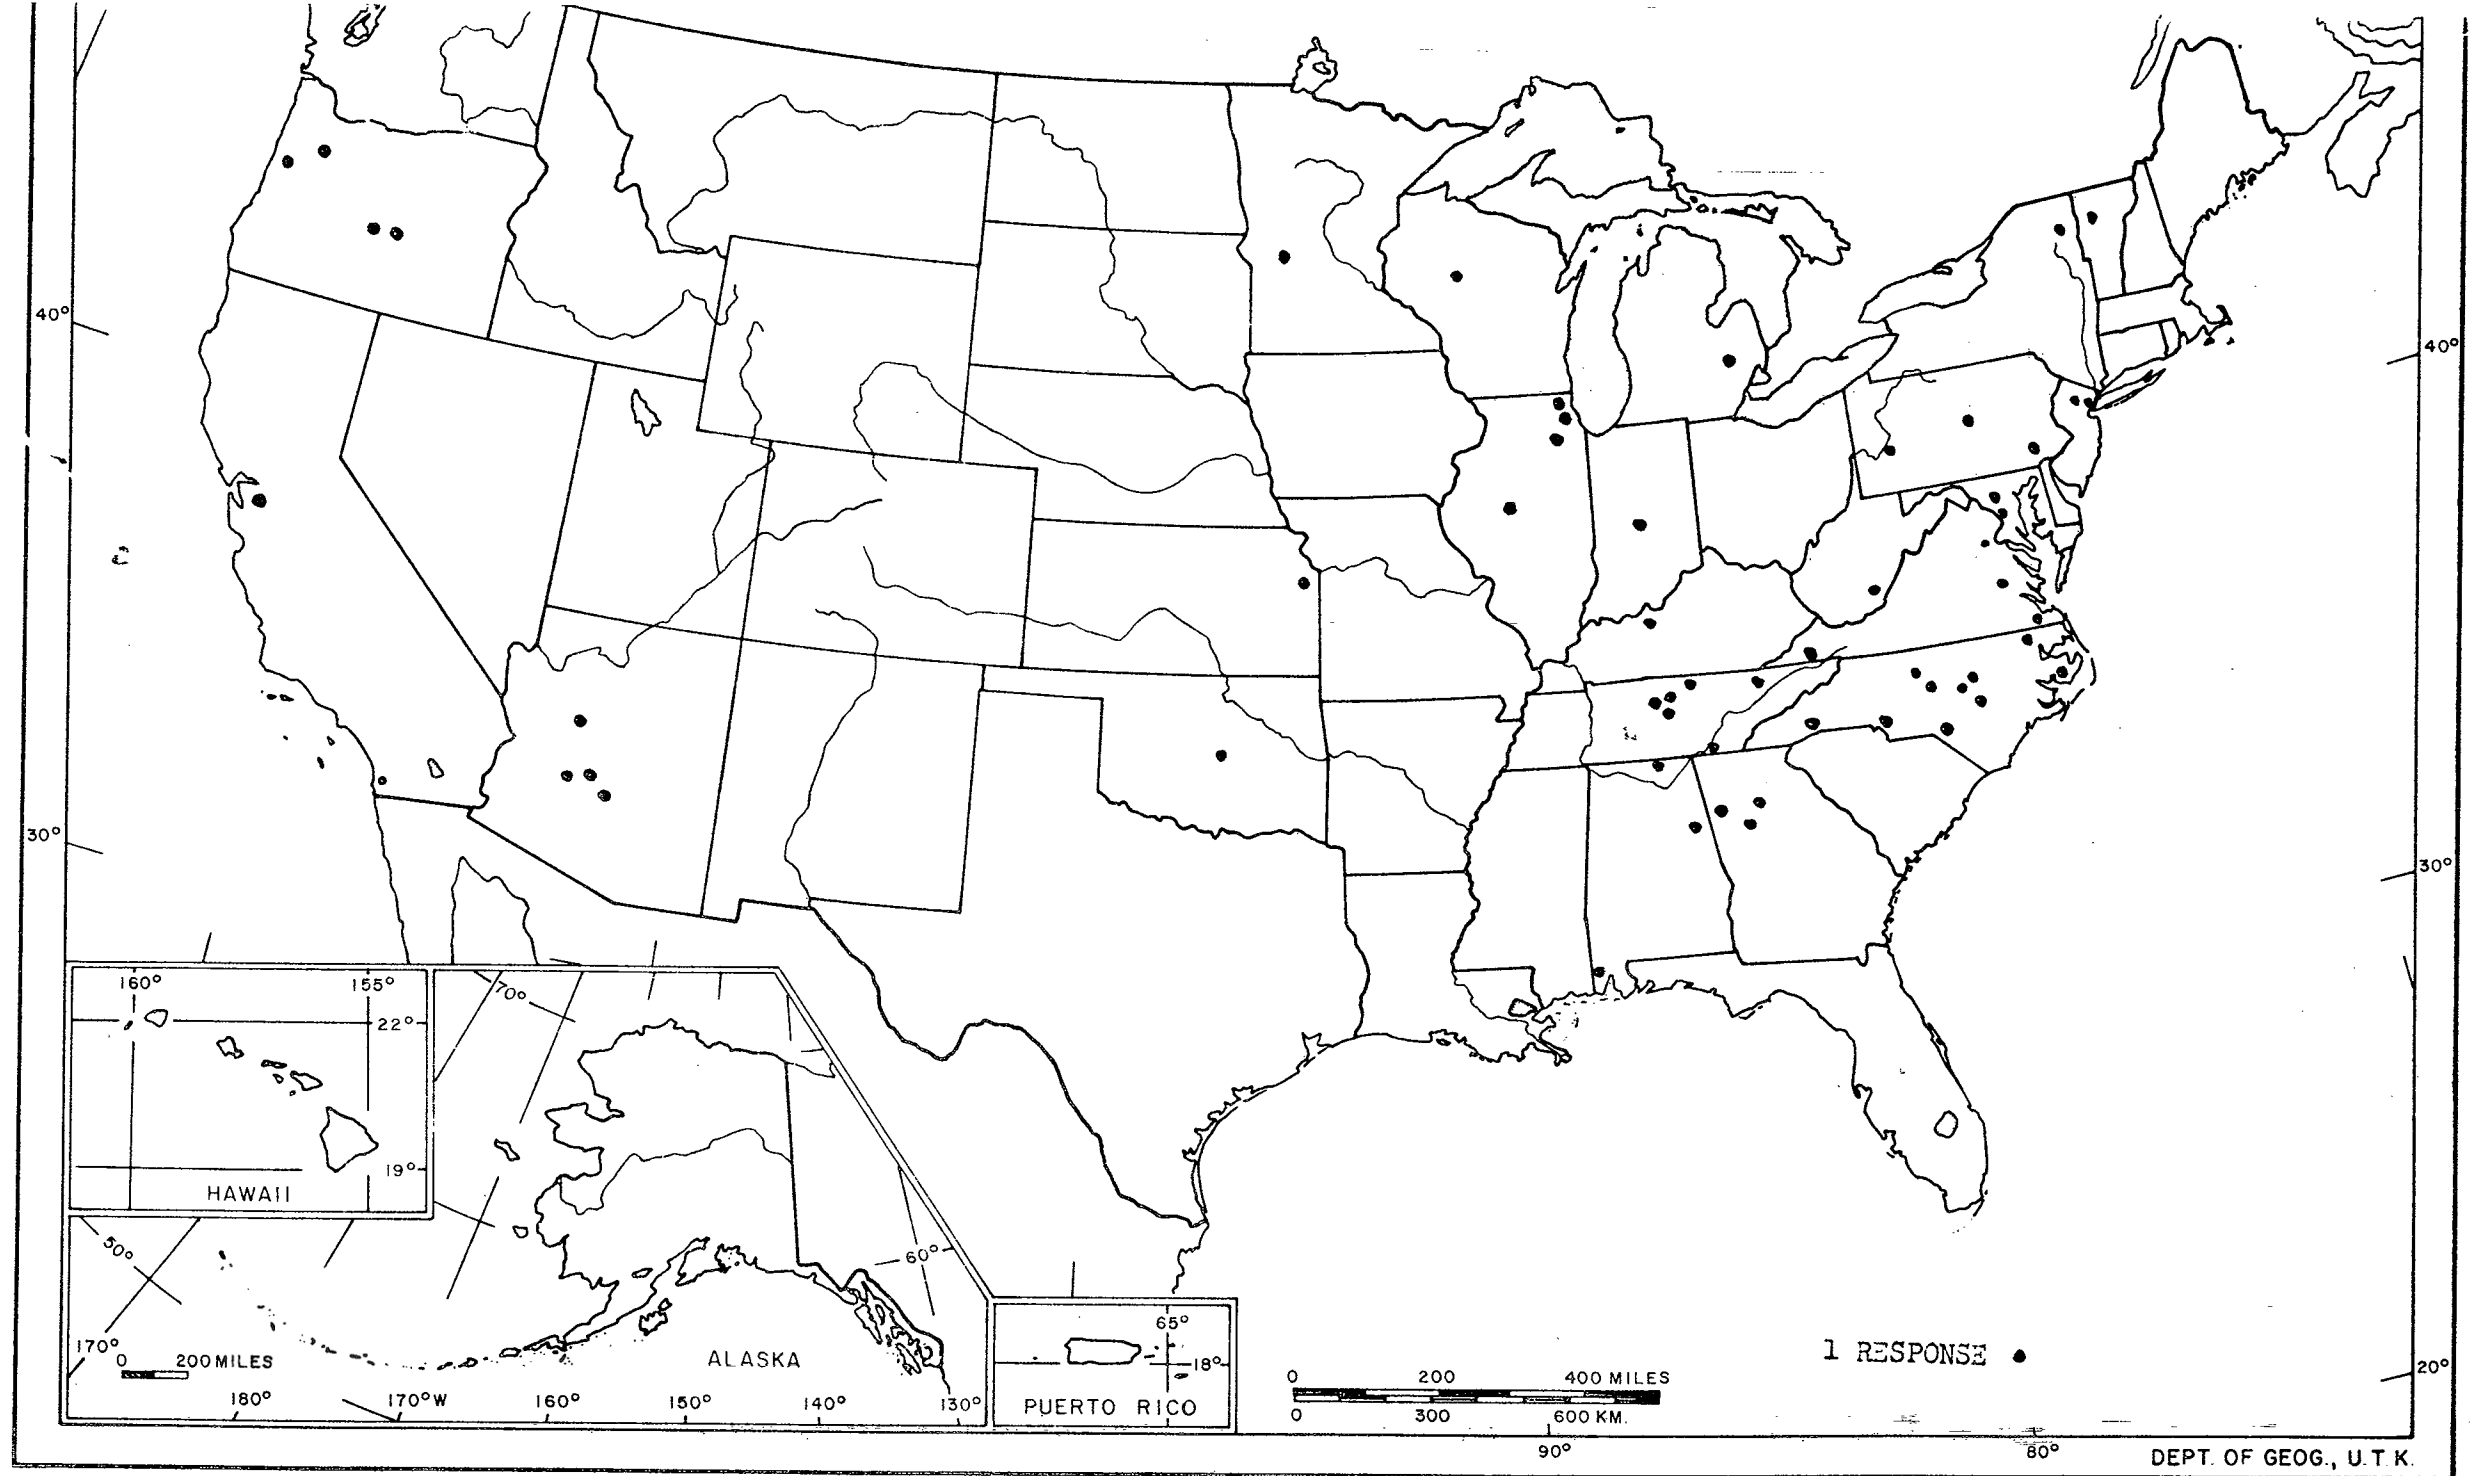 40°
40°
30°
30°
160°
155°
22°
19°
HAWAII
70°
50°
60°
170°
0 200 MILES
ALASKA
180°
170°W
160°
150°
140°
130°
65°
18°
PUERTO RICO
1 RESPONSE
0 200 400 MILES
0 300 600 KM.
20°
90°
80°
DEPT. OF GEOG., U.T.K.